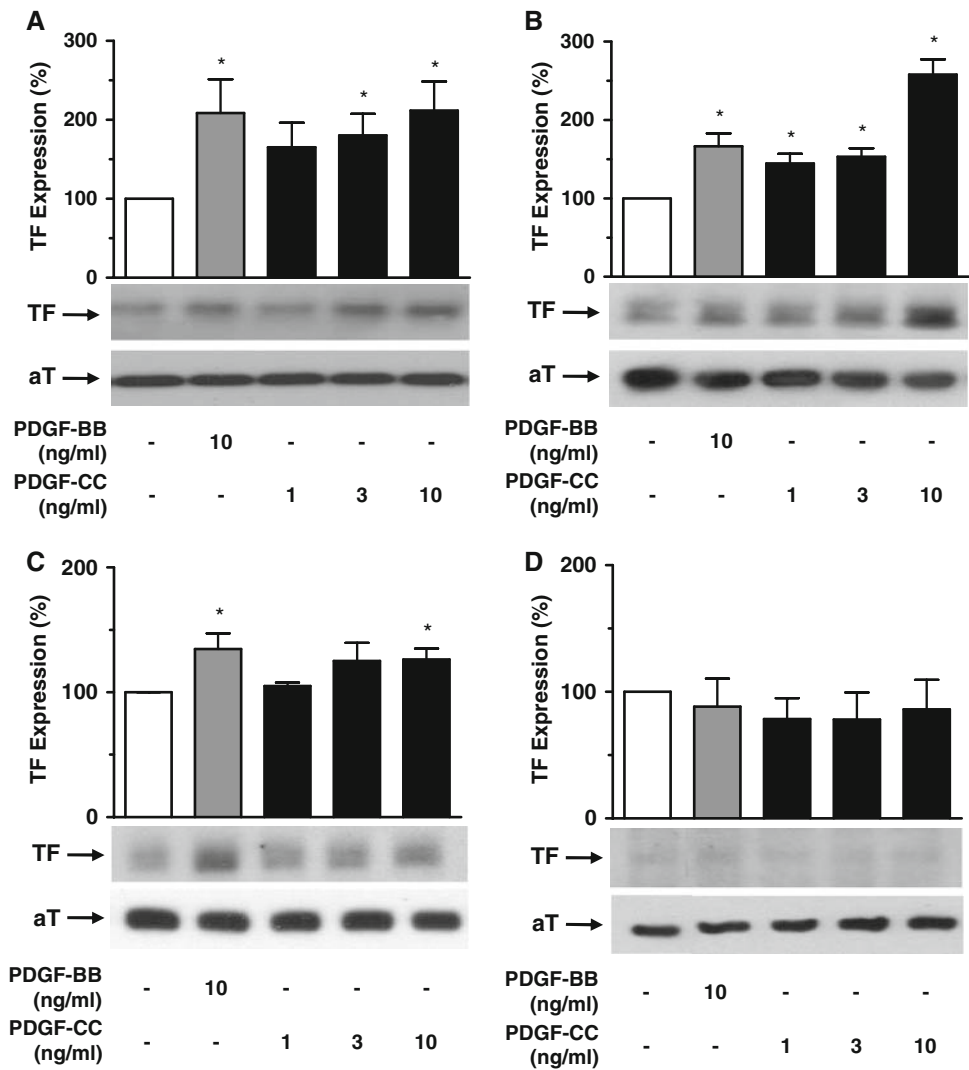 A
TF Expression (%)
300
200
100
0
* * *
TF
aT
PDGF-BB
(ng/ml)
- 10 - - -
PDGF-CC
(ng/ml)
- - 1 3 10
B
TF Expression (%)
300
200
100
0
* * * *
TF
aT
PDGF-BB
(ng/ml)
- 10 - - -
PDGF-CC
(ng/ml)
- - 1 3 10
C
TF Expression (%)
200
100
0
* *
TF
aT
PDGF-BB
(ng/ml)
- 10 - - -
PDGF-CC
(ng/ml)
- - 1 3 10
D
TF Expression (%)
200
100
0
TF
aT
PDGF-BB
(ng/ml)
- 10 - - -
PDGF-CC
(ng/ml)
- - 1 3 10